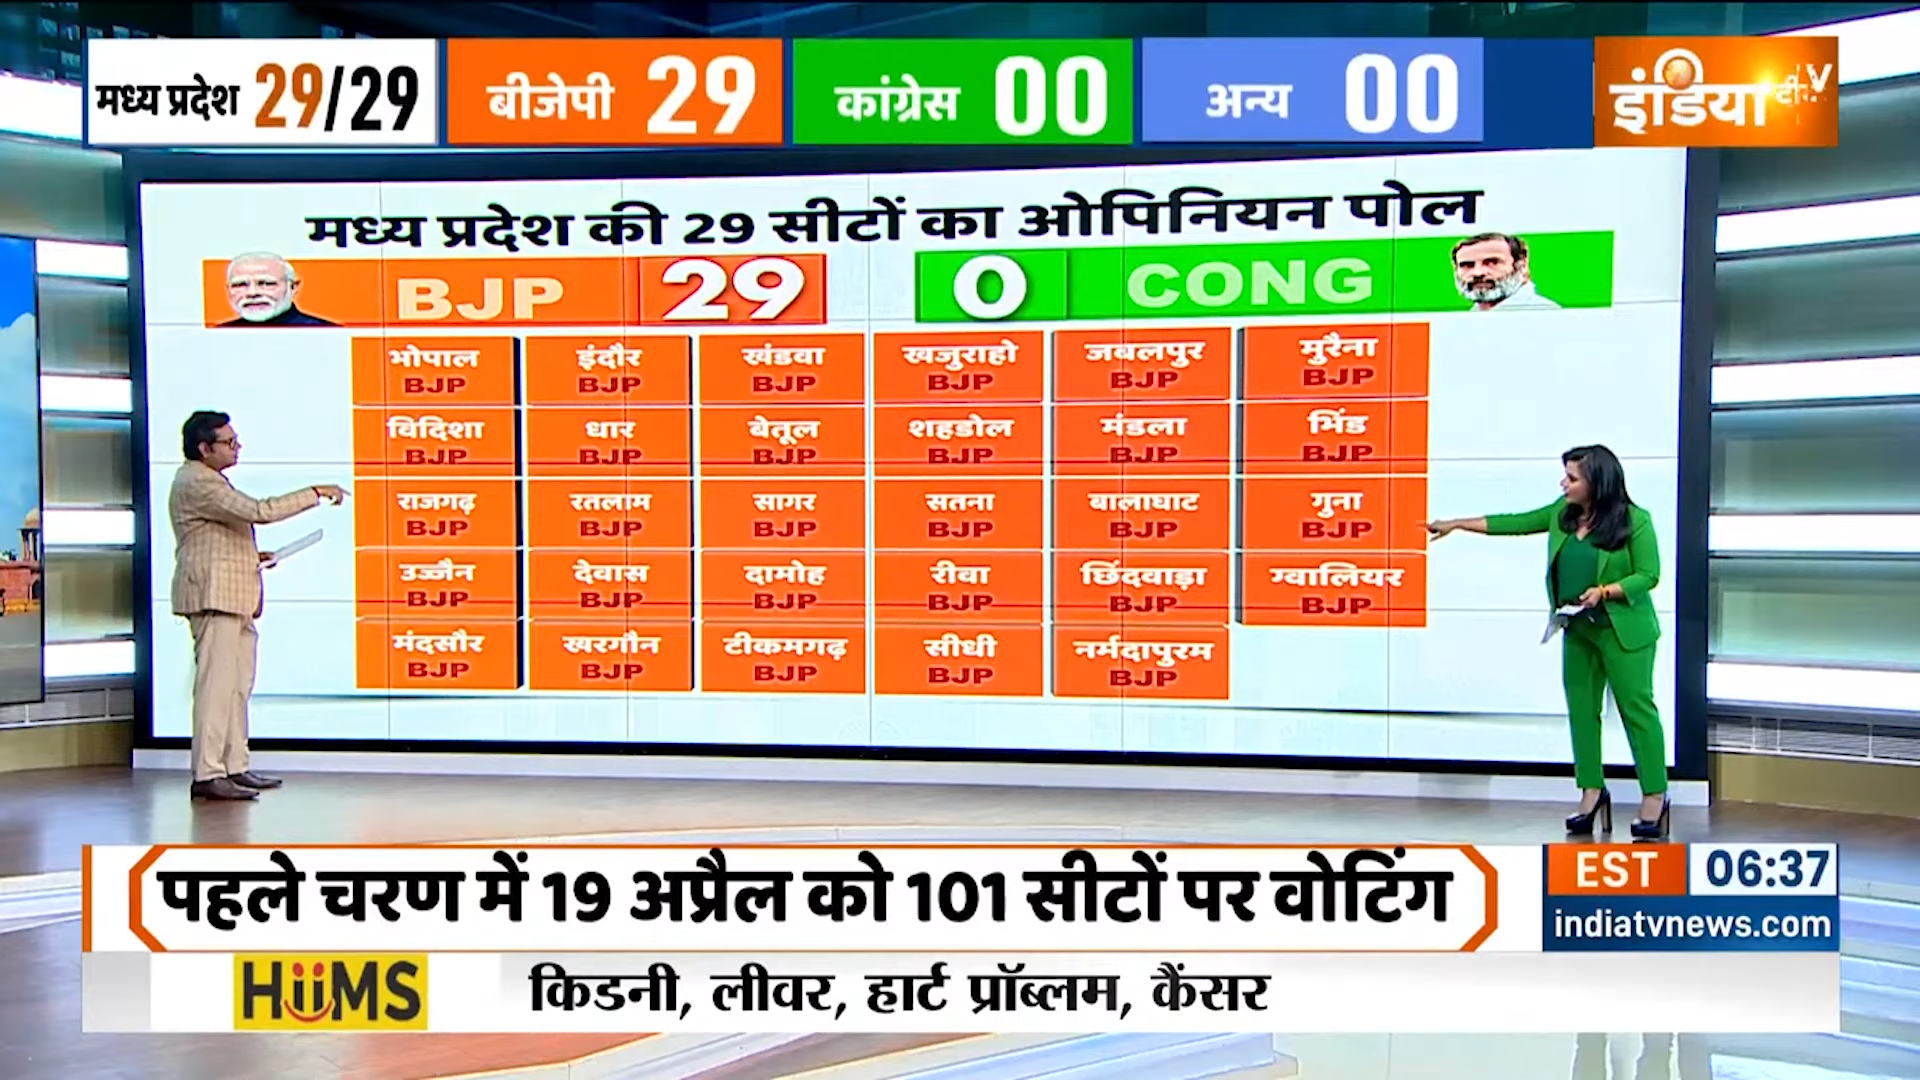 मध्य प्रदेश 29/29
बीजेपी 29
कांग्रेस 00
अन्य 00
इंडिया टीवी
मध्य प्रदेश की 29 सीटों का ओपिनियन पोल
BJP 29
0 CONG
भोपाल इंदौर खंडवा खजुराहो जबलपुर मुरैना
BJP BJP BJP BJP BJP BJP
विदिशा धार बेतूल शहडोल मंडला भिंड
BJP BJP BJP BJP BJP BJP
राजगढ़ रतलाम सागर सतना बालाघाट गुना
BJP BJP BJP BJP BJP BJP
उज्जैन देवास दामोह रीवा छिंदवाड़ा ग्वालियर
BJP BJP BJP BJP BJP BJP
मंदसौर खरगौन टीकमगढ़ सीधी नर्मदापुरम
BJP BJP BJP BJP BJP
पहले चरण में 19 अप्रैल को 101 सीटों पर वोटिंग
EST 06:37
indiatvnews.com
HiiMS
किडनी, लीवर, हार्ट प्रॉब्लम, कैंसर